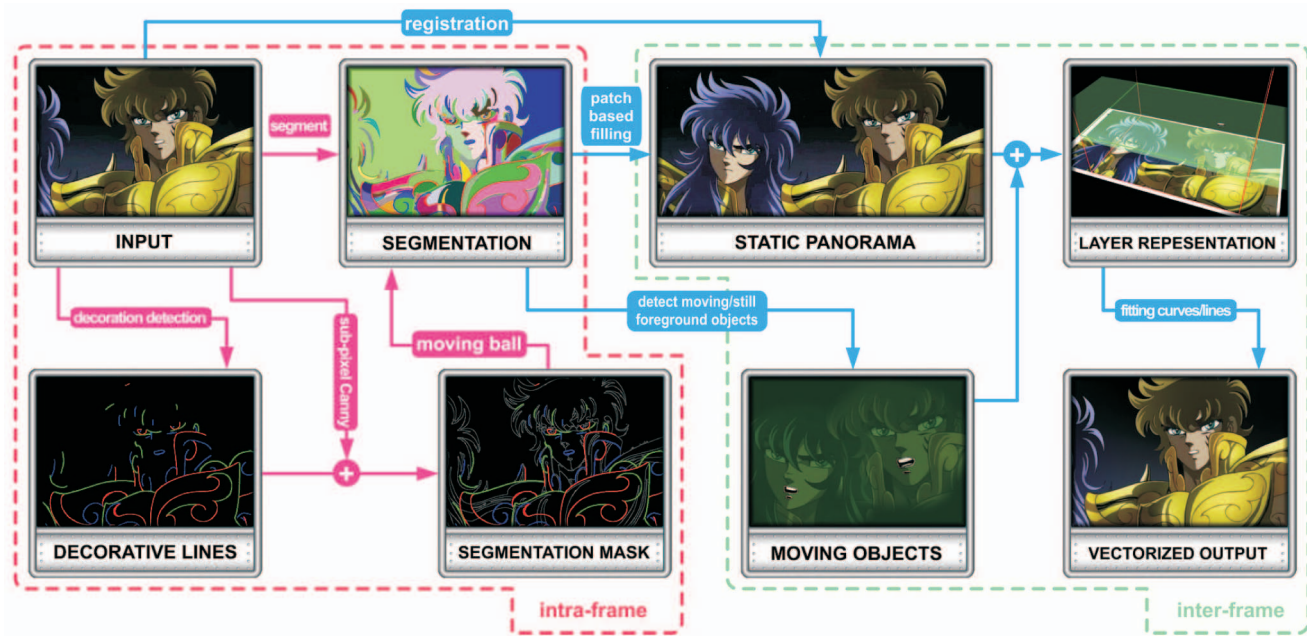 registration
segment
patch
based
filling
INPUT
SEGMENTATION
STATIC PANORAMA
LAYER REPESENTATION
decoration detection
sub-pixel Canny
moving ball
detect moving/still
foreground objects
fitting curves/lines
DECORATIVE LINES
SEGMENTATION MASK
MOVING OBJECTS
VECTORIZED OUTPUT
intra-frame
inter-frame